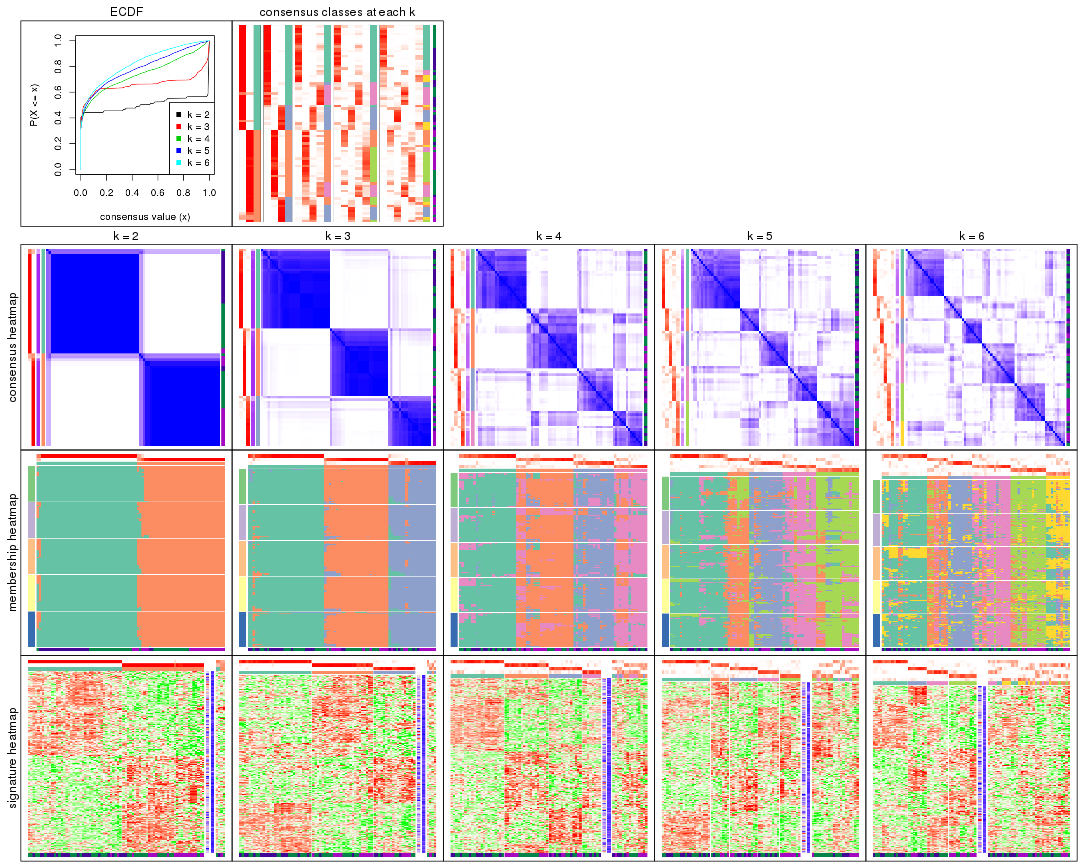 ECDF
consensus classes at each k
P(X <= x)
0.0 0.2 0.4 0.6 0.8 1.0
k = 2
k = 3
k = 4
k = 5
k = 6
0.0 0.2 0.4 0.6 0.8 1.0
consensus value (x)
k = 2 k = 3 k = 4 k = 5 k = 6
consensus heatmap
membership heatmap
signature heatmap